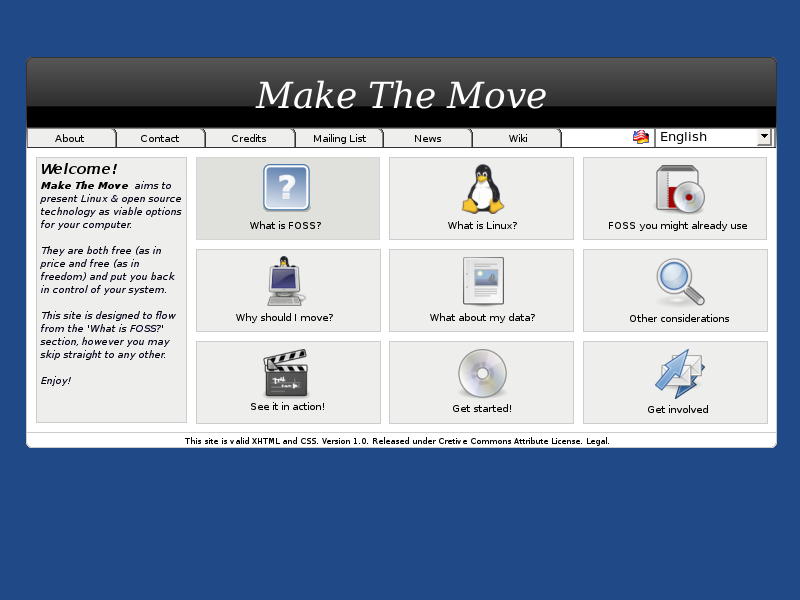 Make The Move
About
Contact
Credits
Mailing List
News
Wiki
English
Welcome!
Make The Move aims to
present Linux & open source
technology as viable options
for your computer.
They are both free (as in
price and free (as in
freedom) and put you back
in control of your system.
This site is designed to flow
from the 'What is FOSS?'
section, however you may
skip straight to any other.
Enjoy!
?
What is FOSS?
What is Linux?
FOSS you might already use
Why should I move?
What about my data?
Other considerations
See it in action!
Get started!
Get involved
This site is valid XHTML and CSS. Version 1.0. Released under Cretive Commons Attribute License. Legal.